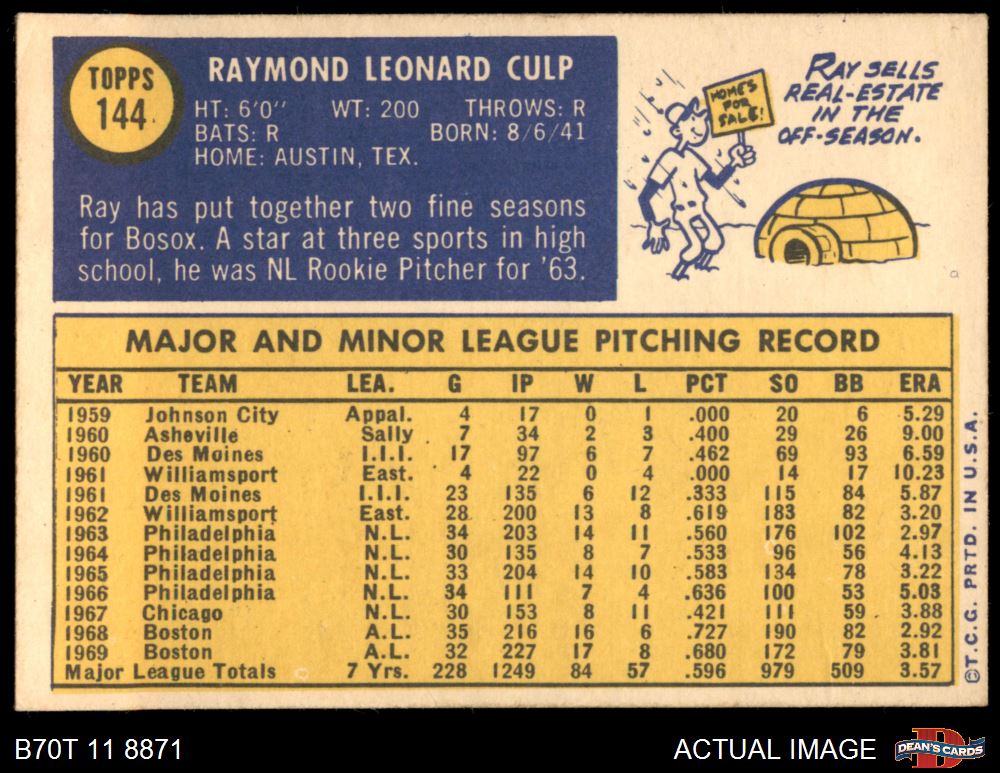 TOPPS
144
RAYMOND LEONARD CULP
HT: 6'0" WT: 200 THROWS: R
BATS: R BORN: 8/6/41
HOME: AUSTIN, TEX.
Ray has put together two fine seasons
for Bosox. A star at three sports in high
school, he was NL Rookie Pitcher for '63.
HOMES
FOR
SALE!
RAY SELLS
REAL-ESTATE
IN THE
OFF-SEASON.
MAJOR AND MINOR LEAGUE PITCHING RECORD
YEAR TEAM LEA. G IP W L PCT SO BB ERA
1959 Johnson City Appal. 4 17 0 1 .000 20 6 5.29
1960 Asheville Sally 7 34 2 3 .400 29 26 9.00
1960 Des Moines I.I.I. 17 97 6 7 .462 69 93 6.59
1961 Williamsport East. 4 22 0 4 .000 14 17 10.23
1961 Des Moines I.I.I. 23 135 6 12 .333 115 84 5.87
1962 Williamsport East. 28 200 13 8 .619 183 82 3.20
1963 Philadelphia N.L. 34 203 14 11 .560 176 102 2.97
1964 Philadelphia N.L. 30 135 8 7 .533 96 56 4.13
1965 Philadelphia N.L. 33 204 14 10 .583 134 78 3.22
1966 Philadelphia N.L. 34 111 7 4 .636 100 53 5.03
1967 Chicago N.L. 30 153 8 11 .421 111 59 3.88
1968 Boston A.L. 35 216 16 6 .727 190 82 2.92
1969 Boston A.L. 32 227 17 8 .680 172 79 3.81
Major League Totals 7 Yrs. 228 1249 84 57 .596 979 509 3.57
©T.C.G. PRTD. IN U.S.A.
B70T 11 8871
ACTUAL IMAGE
DEAN'S CARDS